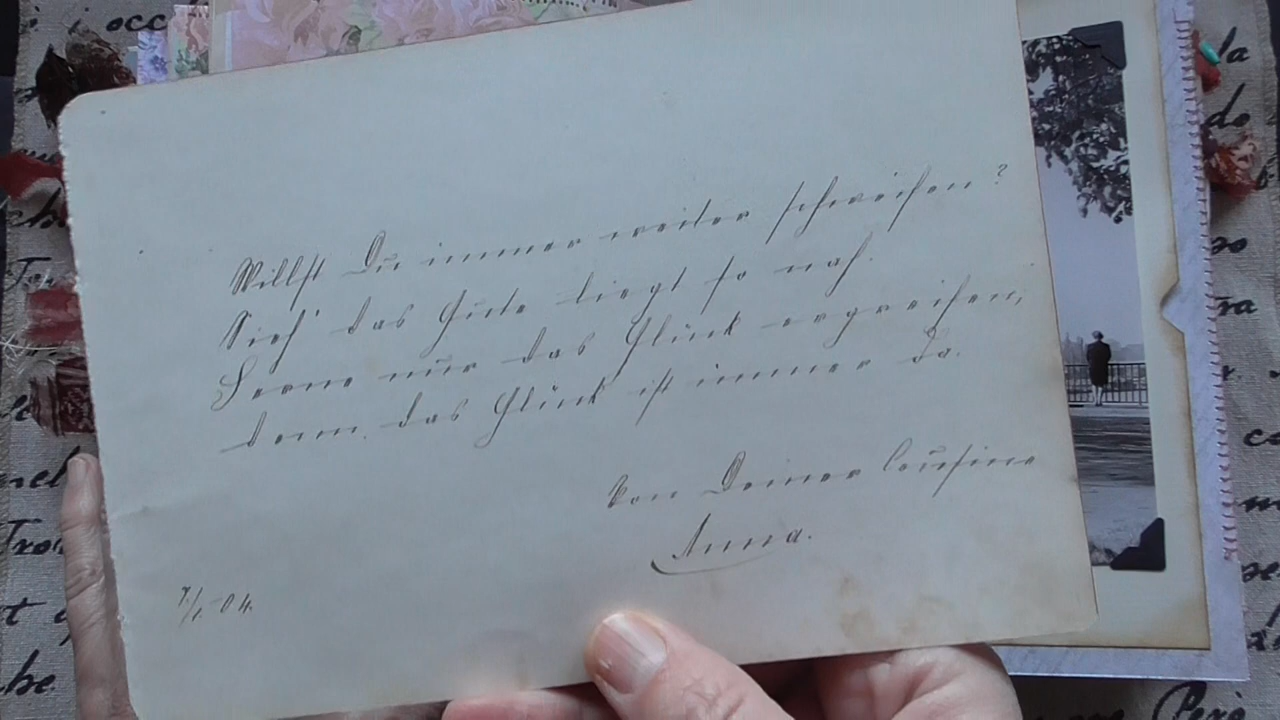 Willst Du immer weiter schweifen?
Sieh' das Gute liegt so nah.
Lerne nur das Glück ergreifen,
denn das Glück ist immer da.
Von Deiner Cousine
Anna.
7/1. 04.